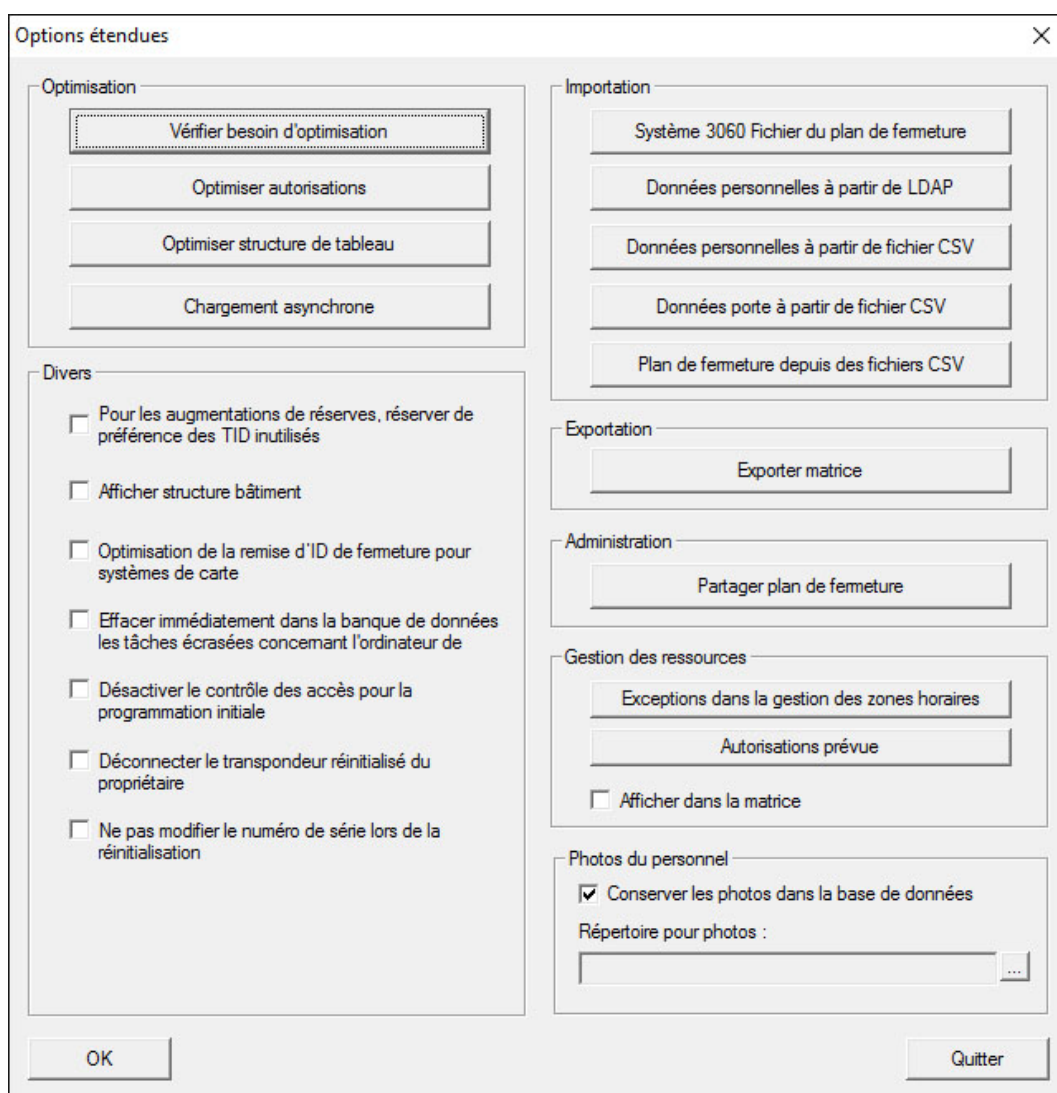 Options étendues
Optimisation
Vérifier besoin d'optimisation
Optimiser autorisations
Optimiser structure de tableau
Chargement asynchrone
Divers
Pour les augmentations de réserves, réserver de
préférence des TID inutilisés
Afficher structure bâtiment
Optimisation de la remise d'ID de fermeture pour
systèmes de carte
Effacer immédiatement dans la banque de données
les tâches écrasées concernant l'ordinateur de
Désactiver le contrôle des accès pour la
programmation initiale
Déconnecter le transpondeur réinitialisé du
propriétaire
Ne pas modifier le numéro de série lors de la
réinitialisation
Importation
Système 3060 Fichier du plan de fermeture
Données personnelles à partir de LDAP
Données personnelles à partir de fichier CSV
Données porte à partir de fichier CSV
Plan de fermeture depuis des fichiers CSV
Exportation
Exporter matrice
Administration
Partager plan de fermeture
Gestion des ressources
Exceptions dans la gestion des zones horaires
Autorisations prévue
Afficher dans la matrice
Photos du personnel
Conserver les photos dans la base de données
Répertoire pour photos :
...
OK
Quitter